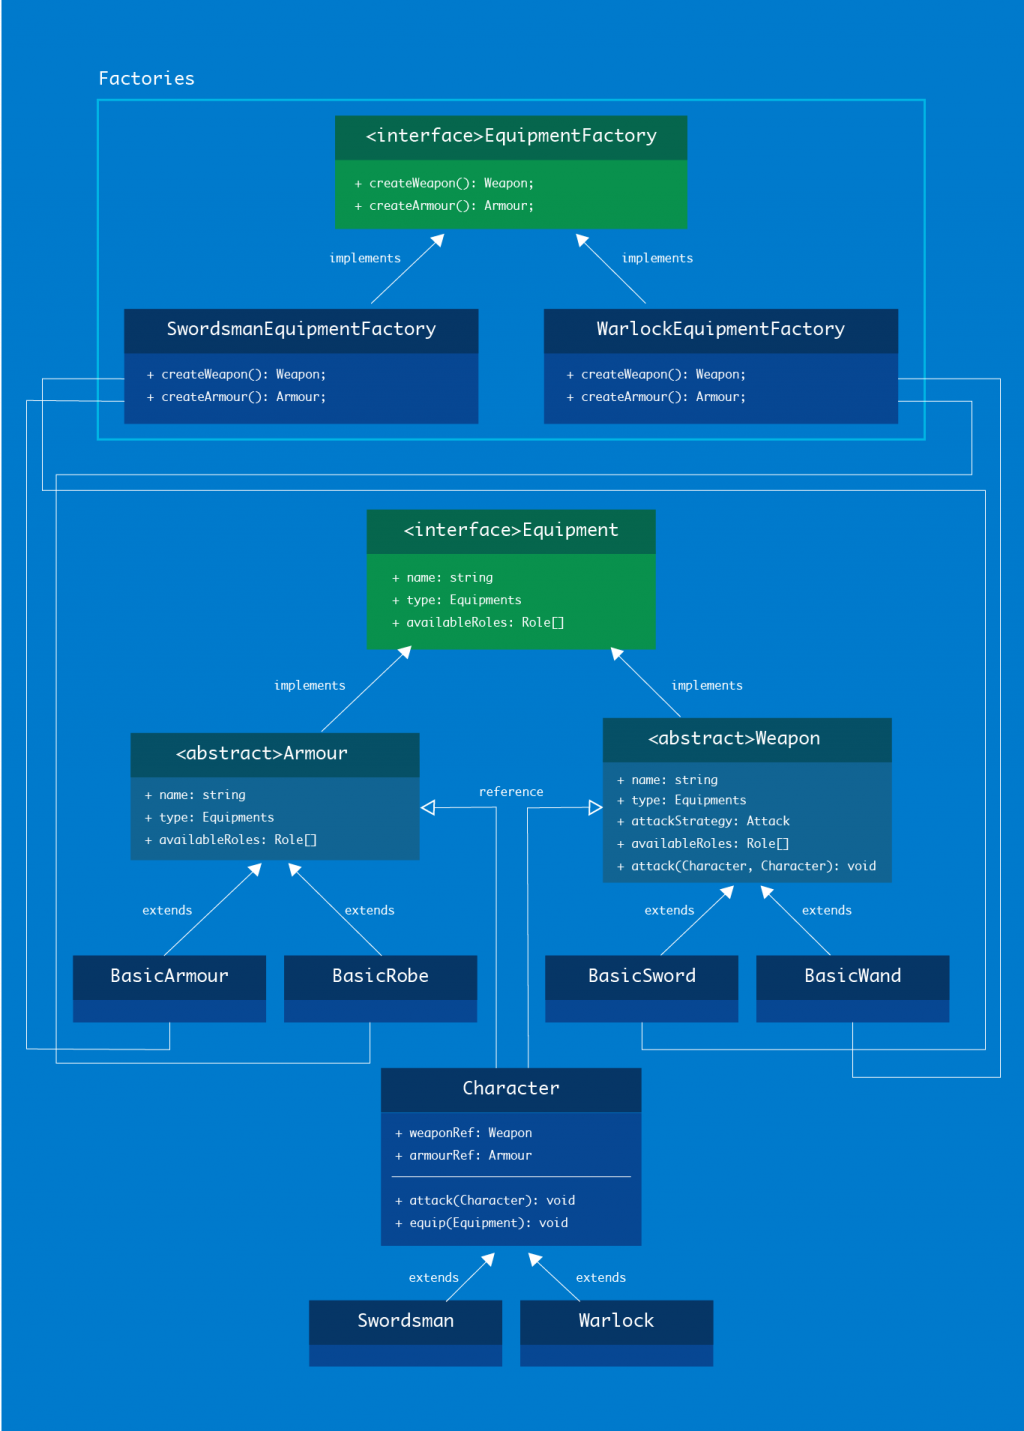 Factories
<interface>EquipmentFactory
+ createWeapon(): Weapon;
+ createArmour(): Armour;
implements
implements
SwordsmanEquipmentFactory
+ createWeapon(): Weapon;
+ createArmour(): Armour;
WarlockEquipmentFactory
+ createWeapon(): Weapon;
+ createArmour(): Armour;
<interface>Equipment
+ name: string
+ type: Equipments
+ availableRoles: Role[]
implements
implements
<abstract>Armour
+ name: string
+ type: Equipments
+ availableRoles: Role[]
reference
<abstract>Weapon
+ name: string
+ type: Equipments
+ attackStrategy: Attack
+ availableRoles: Role[]
+ attack(Character, Character): void
extends
extends
extends
extends
BasicArmour
BasicRobe
BasicSword
BasicWand
Character
+ weaponRef: Weapon
+ armourRef: Armour
+ attack(Character): void
+ equip(Equipment): void
extends
extends
Swordsman
Warlock